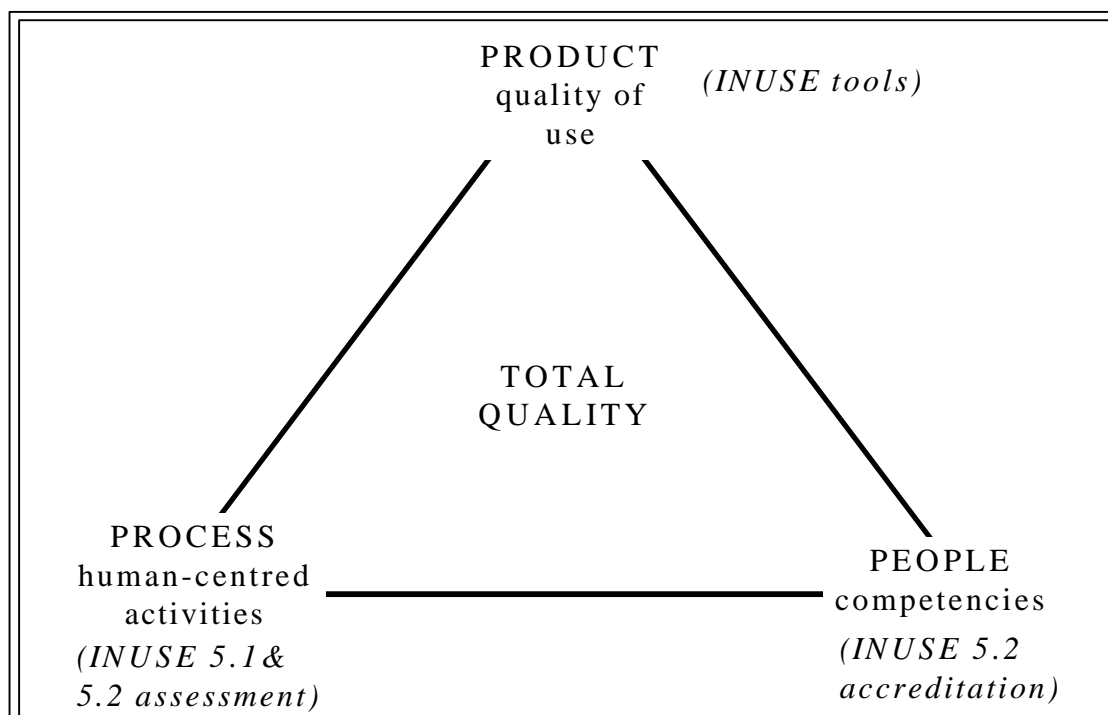 PRODUCT
quality of
use
(INUSE tools)
TOTAL
QUALITY
PROCESS
human-centred
activities
(INUSE 5.1&
5.2 assessment)
PEOPLE
competencies
(INUSE 5.2
accreditation)